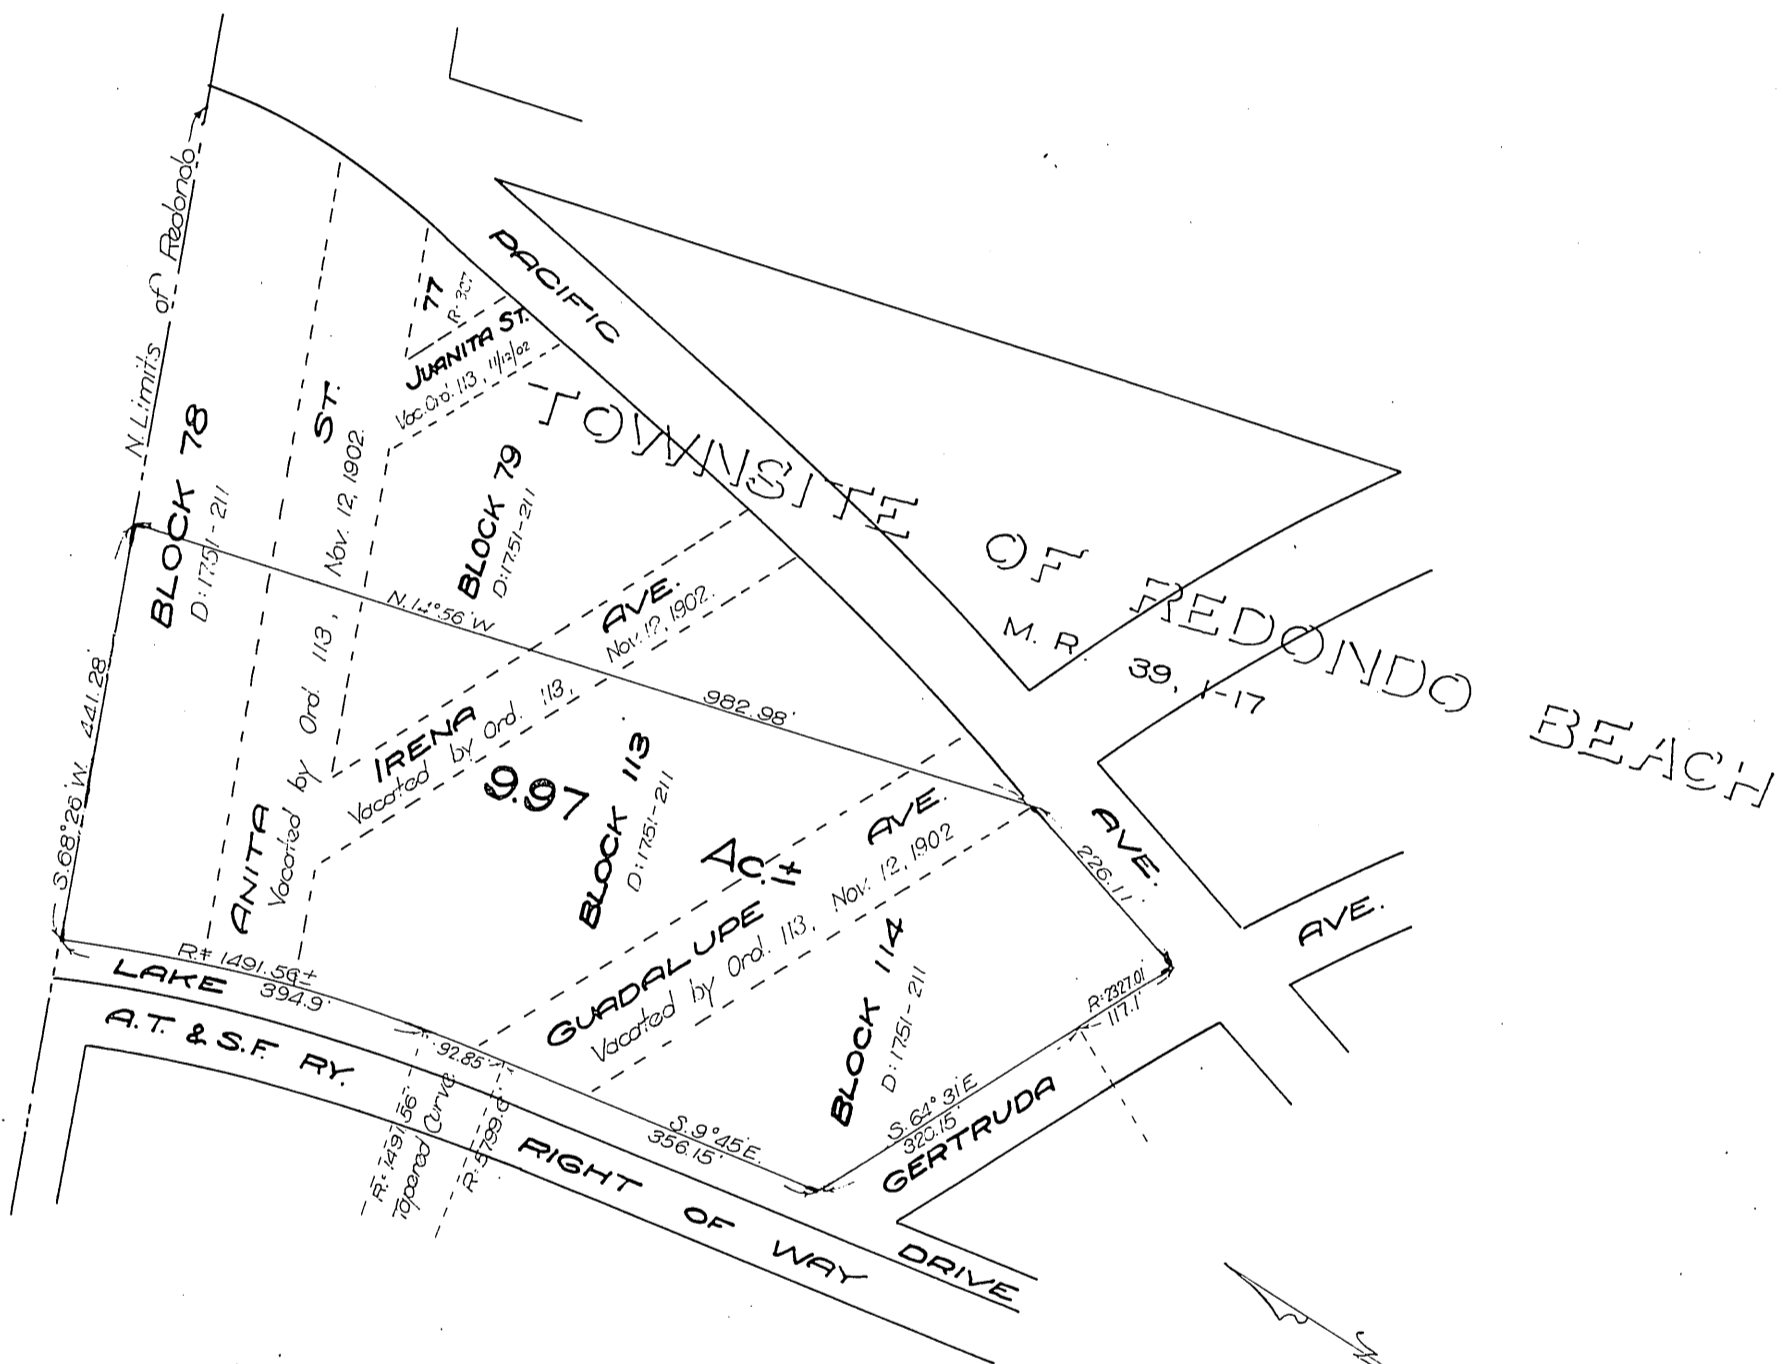 N. Limits of Redondo
PACIFIC
77
R-307
JUANITA ST.
Voc. Ord. 113, 11/12/02
TOWNSITE OF REDONDO BEACH
M. R.
39, 1-17
BLOCK 78
D:1751-211
ST.
Nov. 12, 1902.
BLOCK 79
D:1751-211
N. 14°56' W
982.98'
AVE.
Nov. 12, 1902.
IRENA
Vacated by Ord. 113,
S.68°26'W. 441.28'
ANITA
Vacated by Ord. 113,
9.97 Ac.±
BLOCK 113
D:1751-211
AVE.
Nov. 12, 1902
GUADALUPE
Vacated by Ord. 113,
AVE.
226.11'
AVE.
BLOCK 114
D:1751-211
R=2327.01'
117.1'
S.64°31'E
320.15'
GERTRUDA
R.= 1491.56±
394.9'
LAKE
A.T. & S.F. RY.
92.85'
R.=1491.56'
Tapered Curve
R.=5799.6'
S.9°45'E.
356.15'
RIGHT OF WAY
DRIVE